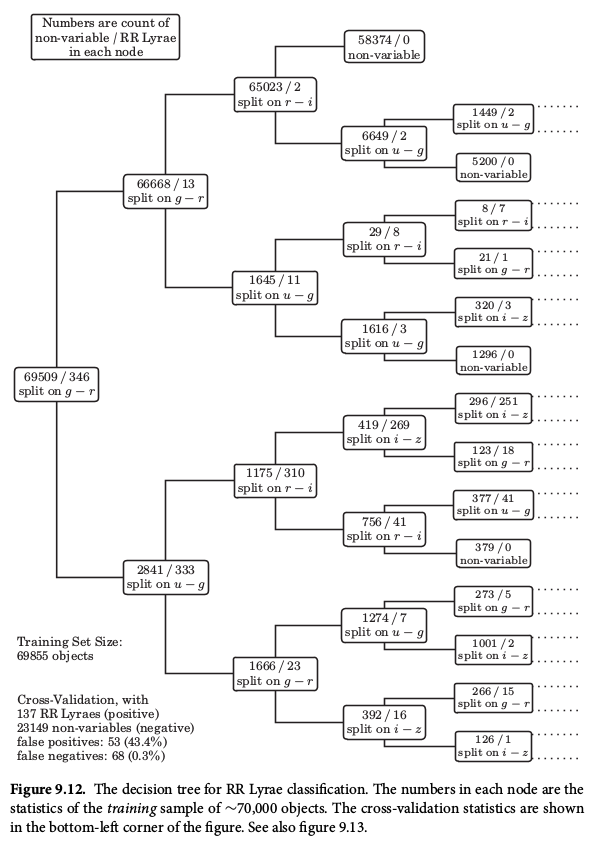 Numbers are count of
non-variable / RR Lyrae
in each node
58374 / 0
non-variable
65023 / 2
split on r − i
1449 / 2
split on u − g
6649 / 2
split on u − g
5200 / 0
non-variable
66668 / 13
split on g − r
8 / 7
split on r − i
29 / 8
split on r − i
21 / 1
split on g − r
1645 / 11
split on u − g
320 / 3
split on i − z
1616 / 3
split on u − g
1296 / 0
non-variable
69509 / 346
split on g − r
296 / 251
split on i − z
419 / 269
split on i − z
123 / 18
split on g − r
1175 / 310
split on r − i
377 / 41
split on u − g
756 / 41
split on r − i
379 / 0
non-variable
2841 / 333
split on u − g
273 / 5
split on g − r
1274 / 7
split on u − g
1001 / 2
split on i − z
1666 / 23
split on g − r
266 / 15
split on g − r
392 / 16
split on i − z
126 / 1
split on i − z
Training Set Size:
69855 objects
Cross-Validation, with
137 RR Lyraes (positive)
23149 non-variables (negative)
false positives: 53 (43.4%)
false negatives: 68 (0.3%)
Figure 9.12. The decision tree for RR Lyrae classification. The numbers in each node are the
statistics of the training sample of ∼70,000 objects. The cross-validation statistics are shown
in the bottom-left corner of the figure. See also figure 9.13.